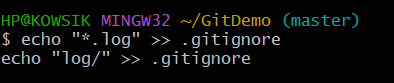 HP@KOWSIK MINGW32 ~/GitDemo (master)
$ echo "*.log" >> .gitignore
echo "log/" >> .gitignore